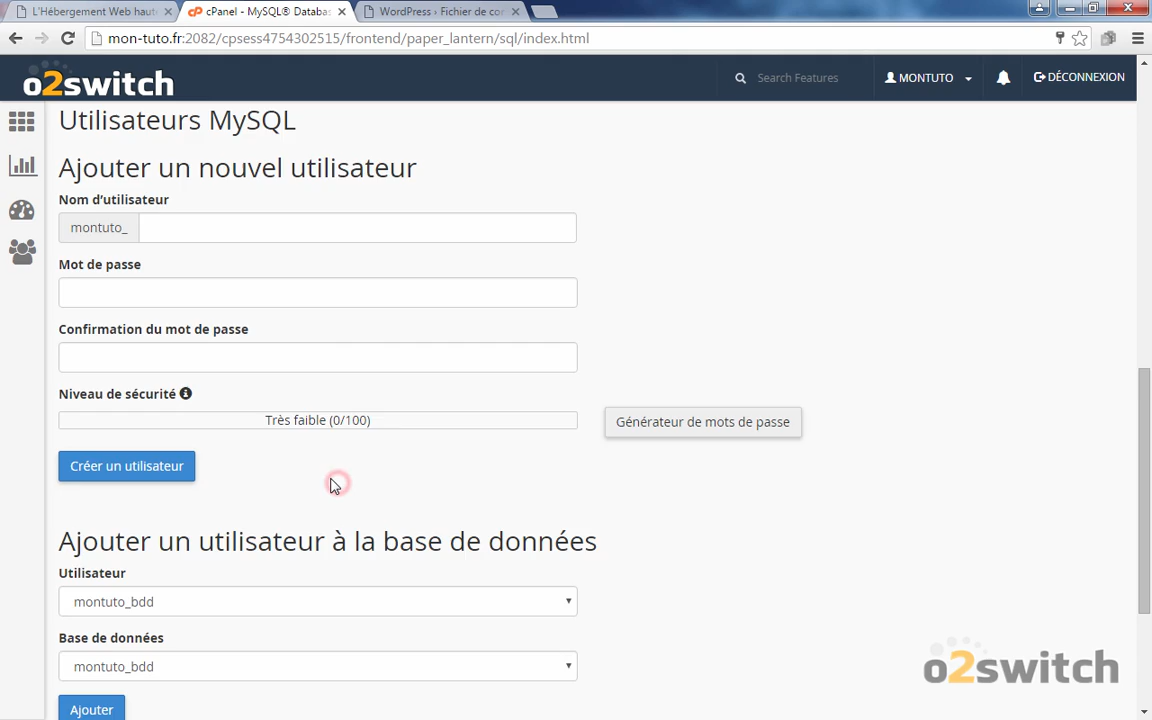 L'Hébergement Web haut
cPanel - MySQL® Databa
WordPress › Fichier de cor
mon-tuto.fr:2082/cpsess4754302515/frontend/paper_lantern/sql/index.html
o2switch
Search Features
MONTUTO
DÉCONNEXION
Utilisateurs MySQL
Ajouter un nouvel utilisateur
Nom d'utilisateur
montuto_
Mot de passe
Confirmation du mot de passe
Niveau de sécurité
Très faible (0/100)
Générateur de mots de passe
Créer un utilisateur
Ajouter un utilisateur à la base de données
Utilisateur
montuto_bdd
Base de données
montuto_bdd
o2switch
Ajouter